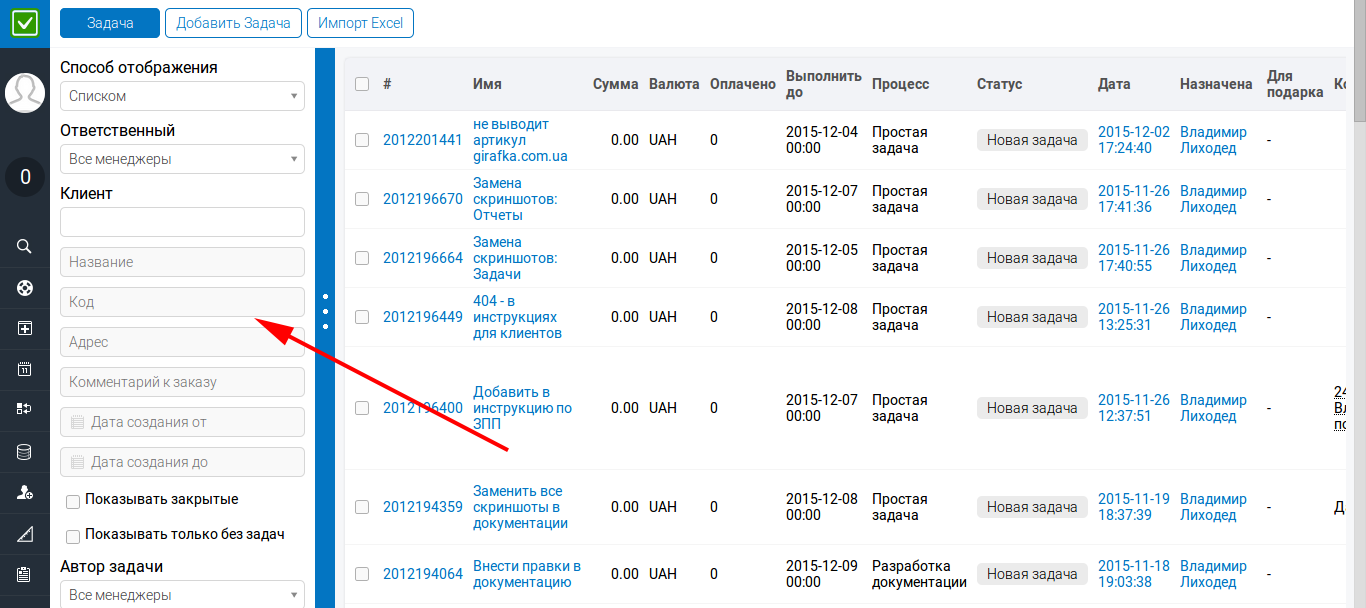 Задача
Добавить Задача
Импорт Excel
0
11
Способ отображения
Списком
Ответственный
Все менеджеры
Клиент
Название
Код
Адрес
Комментарий к заказу
Дата создания от
Дата создания до
Показывать закрытые
Показывать только без задач
Автор задачи
Все менеджеры
# Имя Сумма Валюта Оплачено Выполнить до Процесс Статус Дата Назначена Для подарка
2012201441 не выводит артикул girafka.com.ua 0.00 UAH 0 2015-12-04 00:00 Простая задача Новая задача 2015-12-02 17:24:40 Владимир Лиходед -
2012196670 Замена скриншотов: Отчеты 0.00 UAH 0 2015-12-07 00:00 Простая задача Новая задача 2015-11-26 17:41:36 Владимир Лиходед -
2012196664 Замена скриншотов: Задачи 0.00 UAH 0 2015-12-05 00:00 Простая задача Новая задача 2015-11-26 17:40:55 Владимир Лиходед -
2012196449 404 - в инструкциях для клиентов 0.00 UAH 0 2015-12-08 00:00 Простая задача Новая задача 2015-11-26 13:25:31 Владимир Лиходед -
2012196400 Добавить в инструкцию по ЗПП 0.00 UAH 0 2015-12-07 00:00 Простая задача Новая задача 2015-11-26 12:37:51 Владимир Лиходед -
2012194359 Заменить все скриншоты в документации 0.00 UAH 0 2015-12-08 00:00 Простая задача Новая задача 2015-11-19 18:37:39 Владимир Лиходед -
2012194064 Внести правки в документацию 0.00 UAH 0 2015-12-09 00:00 Разработка документации Новая задача 2015-11-18 19:03:38 Владимир Лиходед -